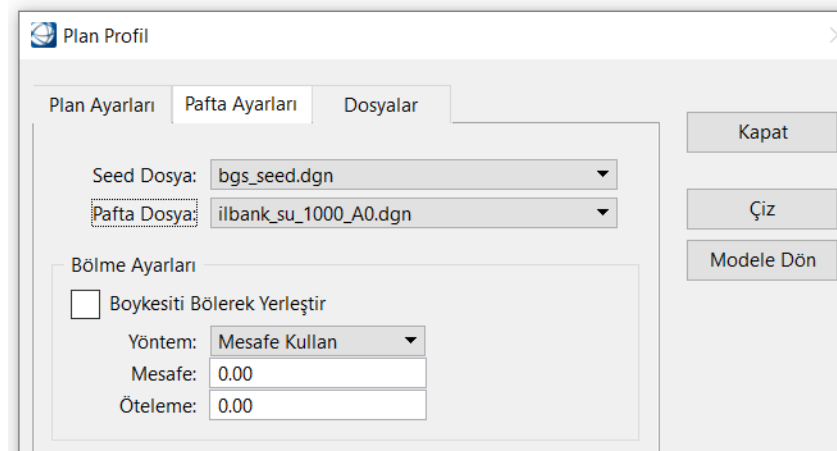 Plan Profil
Plan Ayarları Pafta Ayarları Dosyalar
Kapat
Seed Dosya: bgs_seed.dgn
Pafta Dosya: ilbank_su_1000_A0.dgn
Çiz
Modele Dön
Bölme Ayarları
Boykesiti Bölerek Yerleştir
Yöntem: Mesafe Kullan
Mesafe: 0.00
Öteleme: 0.00